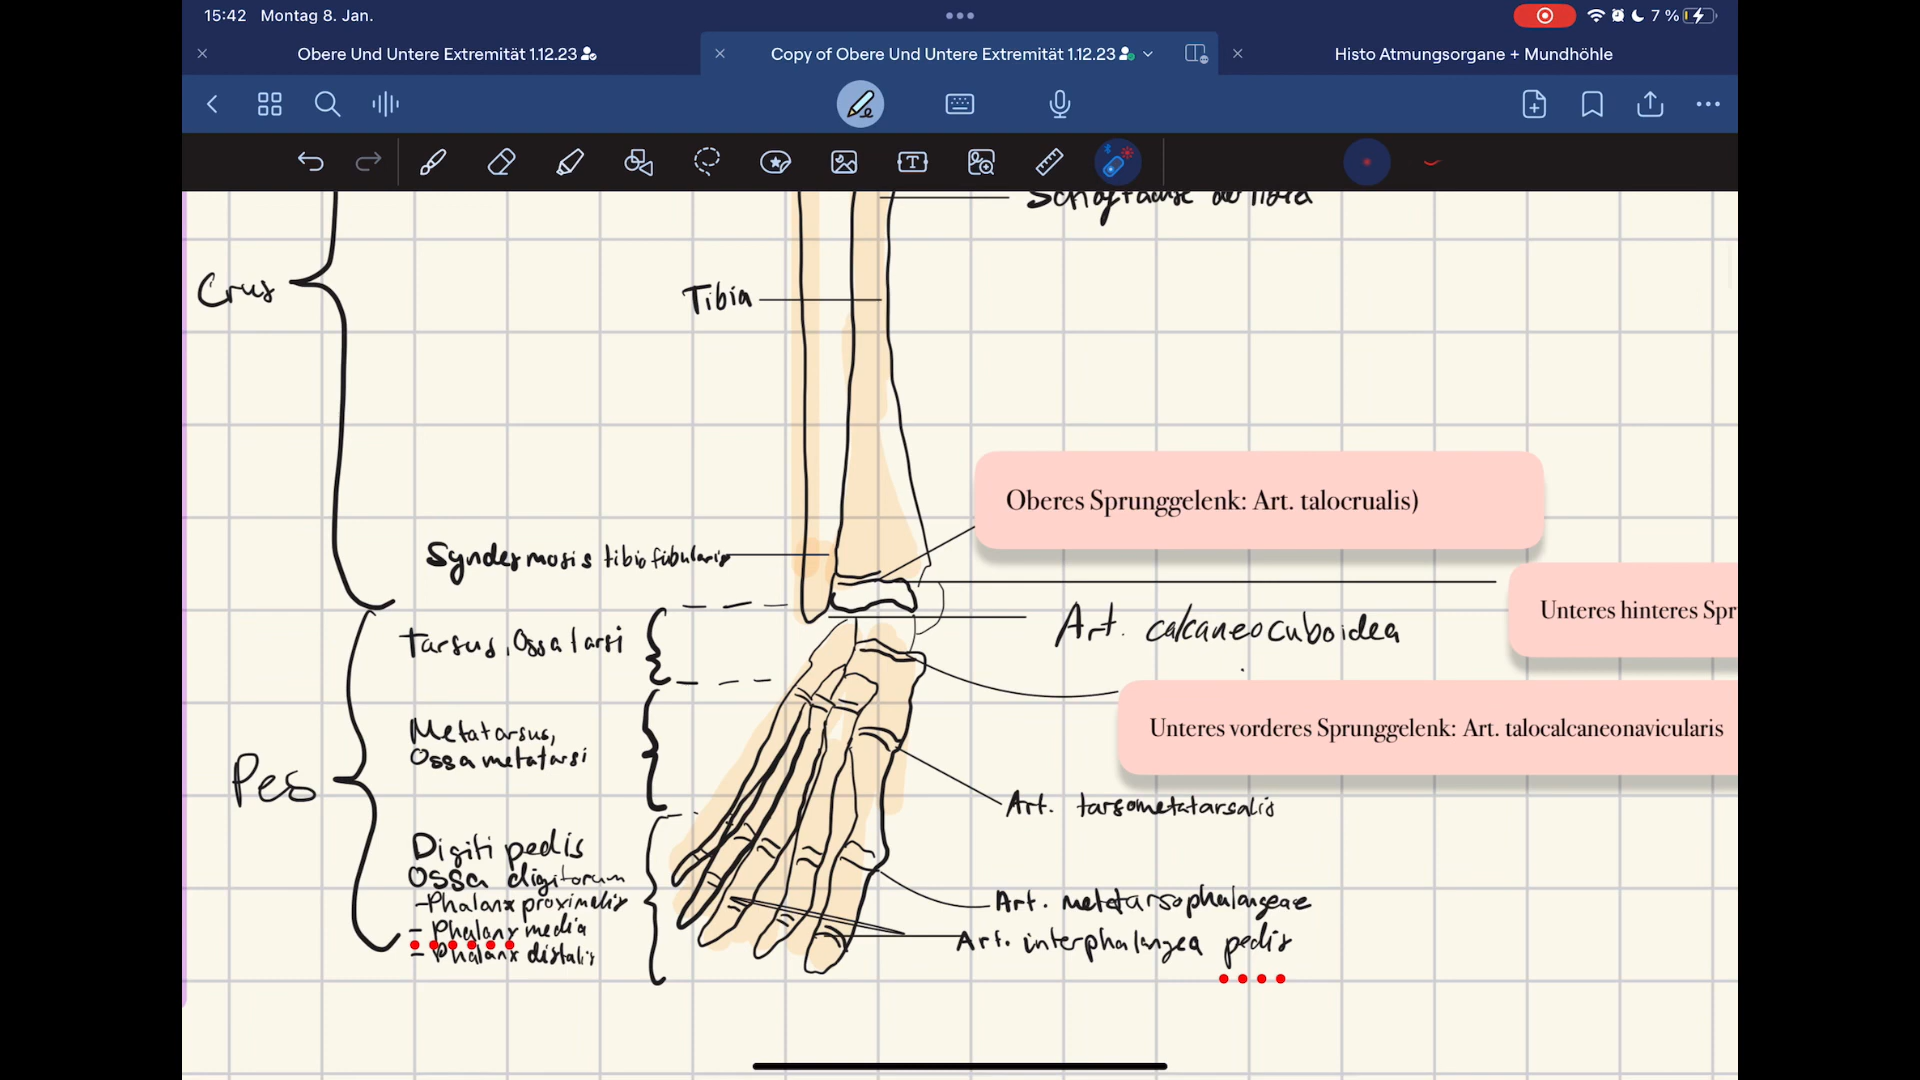 15:42 Montag 8. Jan.
7 %
Obere Und Untere Extremität 1.12.23
Copy of Obere Und Untere Extremität 1.12.23
Histo Atmungsorgane + Mundhöhle
T
Crus
Tibia
Oberes Sprunggelenk: Art. talocrualis)
Syndesmosis tibiofibularis
Unteres hinteres Spr
Art. calcaneocuboidea
Tarsus, Ossa tarsi
Unteres vorderes Sprunggelenk: Art. talocalcaneonavicularis
Metatarsus,
Ossa metatarsi
Pes
Art. tarsometatarsalis
Digiti pedis
Ossa digitorum
-Phalanx proximalis
- Phalanx media
- Phalanx distalis
Art. metatarsophalangeae
Art. interphalangea pedis